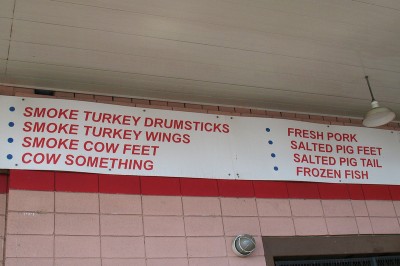 SMOKE TURKEY DRUMSTICKS
SMOKE TURKEY WINGS
SMOKE COW FEET
COW SOMETHING
FRESH PORK
SALTED PIG FEET
SALTED PIG TAIL
FROZEN FISH